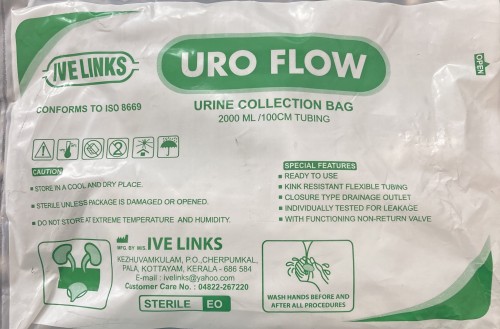 IVE LINKS
URO FLOW
OPEN
CONFORMS TO ISO 8669
URINE COLLECTION BAG
2000 ML /100CM TUBING
2
CAUTION
STORE IN A COOL AND DRY PLACE.
STERILE UNLESS PACKAGE IS DAMAGED OR OPENED.
DO NOT STORE AT EXTREME TEMPERATURE AND HUMIDITY.
SPECIAL FEATURES
READY TO USE
KINK RESISTANT FLEXIBLE TUBING
CLOSURE TYPE DRAINAGE OUTLET
INDIVIDUALLY TESTED FOR LEAKAGE
WITH FUNCTIONING NON-RETURN VALVE
MFG. BY M/S. IVE LINKS
KEZHUVAMKULAM, P.O.,CHERPUMKAL,
PALA, KOTTAYAM, KERALA - 686 584
E-mail : ivelinks@yahoo.com
Customer Care No. : 04822-267220
STERILE EO
WASH HANDS BEFORE AND
AFTER ALL PROCEDURES